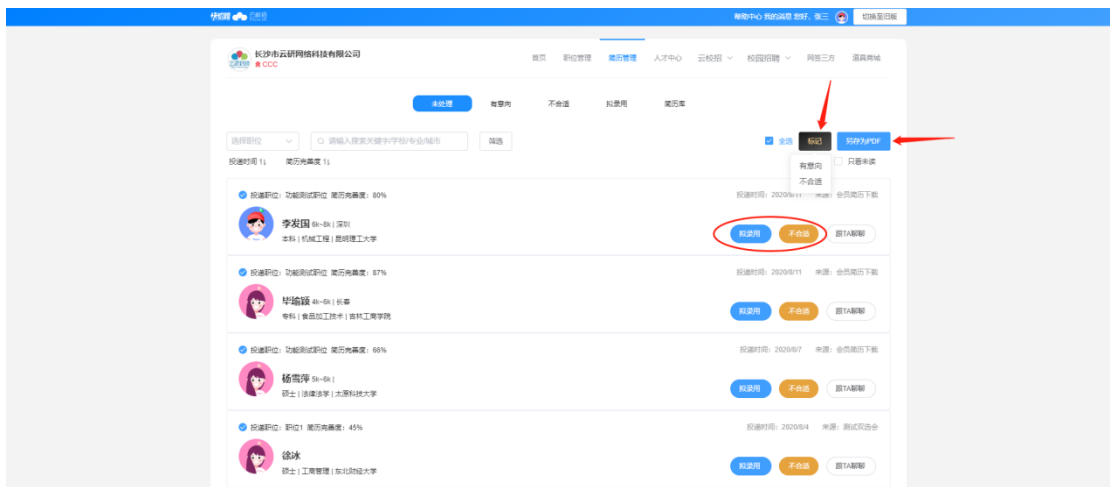 云研招 帮助中心 我的消息 您好，张三 切换至旧版
长沙市云研网络科技有限公司
CCC
首页 职位管理 简历管理 人才中心 云校招 校园招聘 网签三方 道具商城
未处理 有意向 不合适 拟录用 简历库
选择职位 请输入搜索关键字/学校/专业/城市 筛选 全选 标记 另存为PDF
投递时间 简历完善度 有意向 只看未读
不合适
投递职位：功能测试职位 简历完善度：80% 投递时间：2020/8/11 来源：会员简历下载
李发国 6k~8k | 深圳
本科 | 机械工程 | 昆明理工大学
拟录用 不合适 跟TA聊聊
投递职位：功能测试职位 简历完善度：87% 投递时间：2020/8/11 来源：会员简历下载
毕瑜颖 4k~6k | 长春
专科 | 食品加工技术 | 吉林工商学院
拟录用 不合适 跟TA聊聊
投递职位：功能测试职位 简历完善度：66% 投递时间：2020/8/7 来源：会员简历下载
杨雪萍 5k~6k |
硕士 | 法律法学 | 太原科技大学
拟录用 不合适 跟TA聊聊
投递职位：职位1 简历完善度：45% 投递时间：2020/8/4 来源：测试双选会
徐冰
硕士 | 工商管理 | 东北财经大学
拟录用 不合适 跟TA聊聊